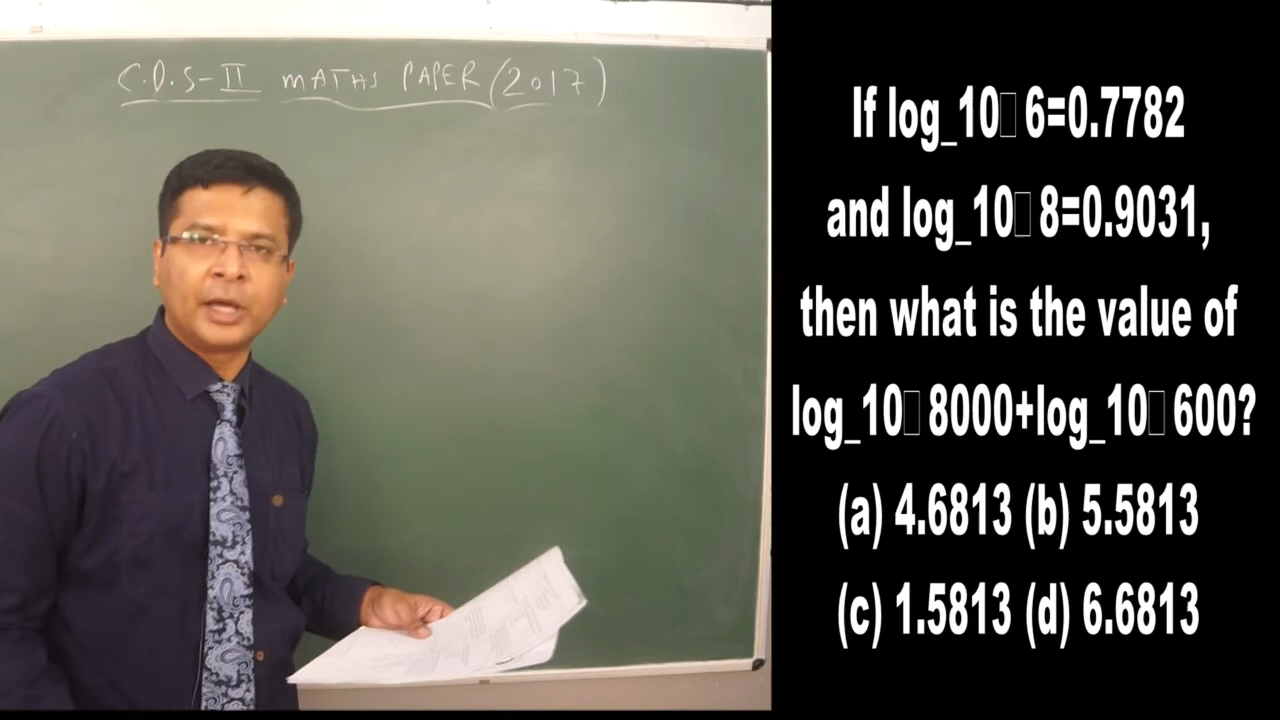 C.D.S-II MATHS PAPER (2017)
If log_10 6=0.7782
and log_10 8=0.9031,
then what is the value of
log_10 8000+log_10 600?
(a) 4.6813 (b) 5.5813
(c) 1.5813 (d) 6.6813